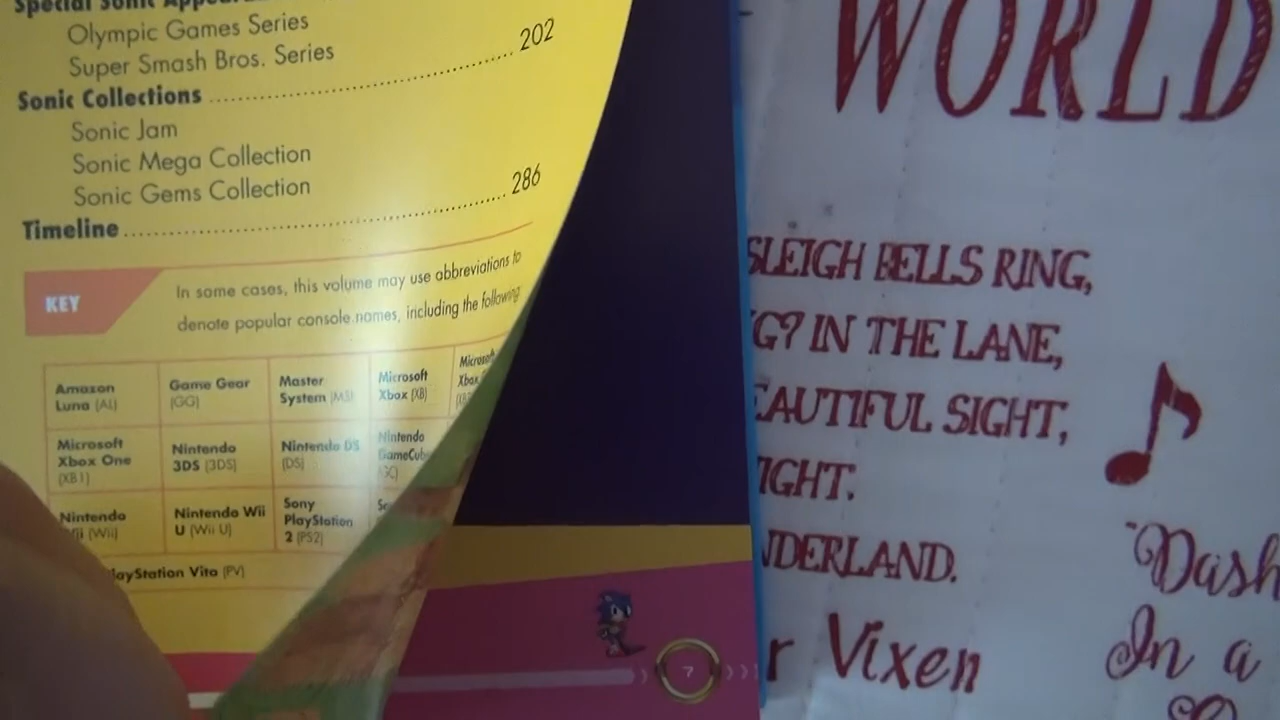 Special Sonic
Olympic Games Series
Super Smash Bros. Series
202
Sonic Collections
Sonic Jam
Sonic Mega Collection
Sonic Gems Collection
286
Timeline
KEY
In some cases, this volume may use abbreviations to
denote popular console names, including the following
Amazon Luna (AL)
Game Gear (GG)
Master System (MS)
Microsoft Xbox (XB)
Microsoft Xbox One (XB1)
Nintendo 3DS (3DS)
Nintendo DS (DS)
Nintendo GameCube
Nintendo Wii (Wii)
Nintendo Wii U (Wii U)
Sony PlayStation 2 (PS2)
PlayStation Vita (PV)
7
WORLD
SLEIGH BELLS RING,
G? IN THE LANE,
EAUTIFUL SIGHT,
IGHT.
NDERLAND.
r Vixen
Dash
In a